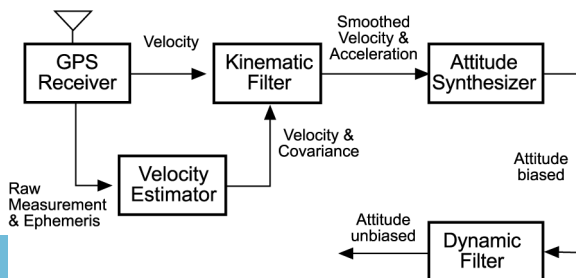 GPS
Receiver
Velocity
Kinematic
Filter
Smoothed
Velocity &
Acceleration
Attitude
Synthesizer
Velocity &
Covariance
Velocity
Estimator
Raw
Measurement
& Ephemeris
Attitude
biased
Attitude
unbiased
Dynamic
Filter